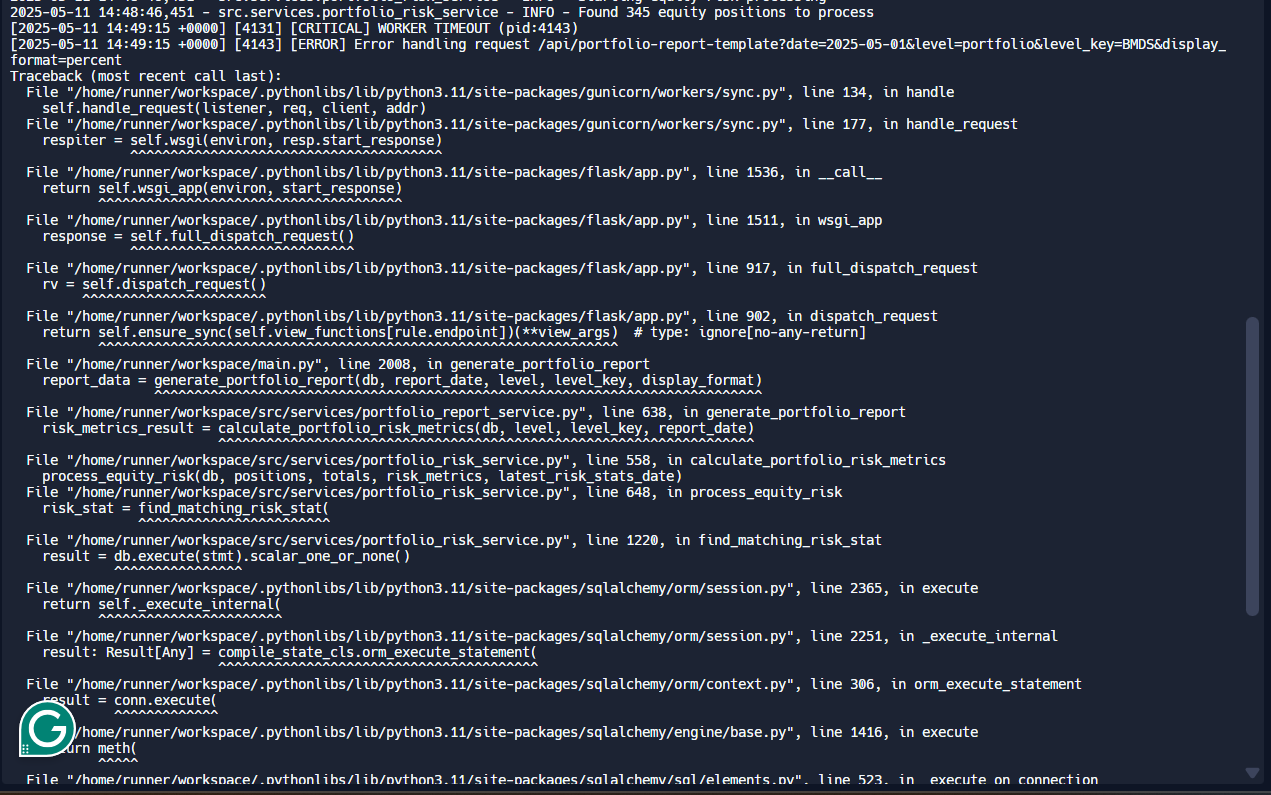 2025-05-11 14:48:46,451 - src.services.portfolio_risk_service - INFO - Found 345 equity positions to process
[2025-05-11 14:49:15 +0000] [4131] [CRITICAL] WORKER TIMEOUT (pid:4143)
[2025-05-11 14:49:15 +0000] [4143] [ERROR] Error handling request /api/portfolio-report-template?date=2025-05-01&level=portfolio&level_key=BMDS&display_
format=percent
Traceback (most recent call last):
  File "/home/runner/workspace/.pythonlibs/lib/python3.11/site-packages/gunicorn/workers/sync.py", line 134, in handle
    self.handle_request(listener, req, client, addr)
  File "/home/runner/workspace/.pythonlibs/lib/python3.11/site-packages/gunicorn/workers/sync.py", line 177, in handle_request
    respiter = self.wsgi(environ, resp.start_response)
               ^^^^^^^^^^^^^^^^^^^^^^^^^^^^^^^^^^^^^^^
  File "/home/runner/workspace/.pythonlibs/lib/python3.11/site-packages/flask/app.py", line 1536, in __call__
    return self.wsgi_app(environ, start_response)
           ^^^^^^^^^^^^^^^^^^^^^^^^^^^^^^^^^^^^^^
  File "/home/runner/workspace/.pythonlibs/lib/python3.11/site-packages/flask/app.py", line 1511, in wsgi_app
    response = self.full_dispatch_request()
               ^^^^^^^^^^^^^^^^^^^^^^^^^^^^
  File "/home/runner/workspace/.pythonlibs/lib/python3.11/site-packages/flask/app.py", line 917, in full_dispatch_request
    rv = self.dispatch_request()
         ^^^^^^^^^^^^^^^^^^^^^^^
  File "/home/runner/workspace/.pythonlibs/lib/python3.11/site-packages/flask/app.py", line 902, in dispatch_request
    return self.ensure_sync(self.view_functions[rule.endpoint])(**view_args)  # type: ignore[no-any-return]
           ^^^^^^^^^^^^^^^^^^^^^^^^^^^^^^^^^^^^^^^^^^^^^^^^^^^^^^^^^^^^^^^^^
  File "/home/runner/workspace/main.py", line 2008, in generate_portfolio_report
    report_data = generate_portfolio_report(db, report_date, level, level_key, display_format)
                  ^^^^^^^^^^^^^^^^^^^^^^^^^^^^^^^^^^^^^^^^^^^^^^^^^^^^^^^^^^^^^^^^^^^^^^^^^^^^
  File "/home/runner/workspace/src/services/portfolio_report_service.py", line 638, in generate_portfolio_report
    risk_metrics_result = calculate_portfolio_risk_metrics(db, level, level_key, report_date)
                          ^^^^^^^^^^^^^^^^^^^^^^^^^^^^^^^^^^^^^^^^^^^^^^^^^^^^^^^^^^^^^^^^^^^
  File "/home/runner/workspace/src/services/portfolio_risk_service.py", line 558, in calculate_portfolio_risk_metrics
    process_equity_risk(db, positions, totals, risk_metrics, latest_risk_stats_date)
  File "/home/runner/workspace/src/services/portfolio_risk_service.py", line 648, in process_equity_risk
    risk_stat = find_matching_risk_stat(
                ^^^^^^^^^^^^^^^^^^^^^^^^
  File "/home/runner/workspace/src/services/portfolio_risk_service.py", line 1220, in find_matching_risk_stat
    result = db.execute(stmt).scalar_one_or_none()
             ^^^^^^^^^^^^^^^^
  File "/home/runner/workspace/.pythonlibs/lib/python3.11/site-packages/sqlalchemy/orm/session.py", line 2365, in execute
    return self._execute_internal(
           ^^^^^^^^^^^^^^^^^^^^^^^
  File "/home/runner/workspace/.pythonlibs/lib/python3.11/site-packages/sqlalchemy/orm/session.py", line 2251, in _execute_internal
    result: Result[Any] = compile_state_cls.orm_execute_statement(
                          ^^^^^^^^^^^^^^^^^^^^^^^^^^^^^^^^^^^^^^^^
  File "/home/runner/workspace/.pythonlibs/lib/python3.11/site-packages/sqlalchemy/orm/context.py", line 306, in orm_execute_statement
    result = conn.execute(
             ^^^^^^^^^^^^^
/home/runner/workspace/.pythonlibs/lib/python3.11/site-packages/sqlalchemy/engine/base.py", line 1416, in execute
    meth(
    ^^^^^
  File "/home/runner/workspace/.pythonlibs/lib/python3.11/site-packages/sqlalchemy/sql/elements.py", line 523, in _execute_on_connection